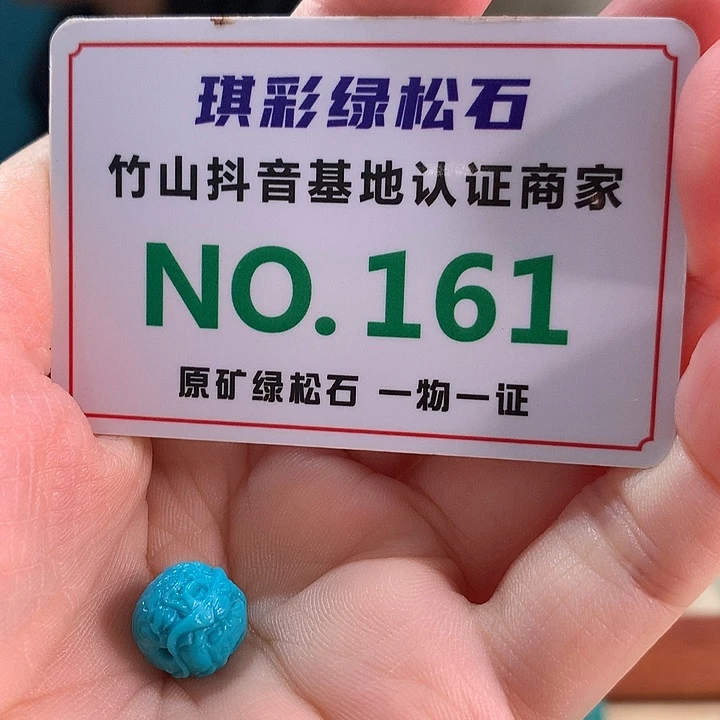 琪彩绿松石
竹山抖音基地认证商家
NO. 161
原矿绿松石 一物一证